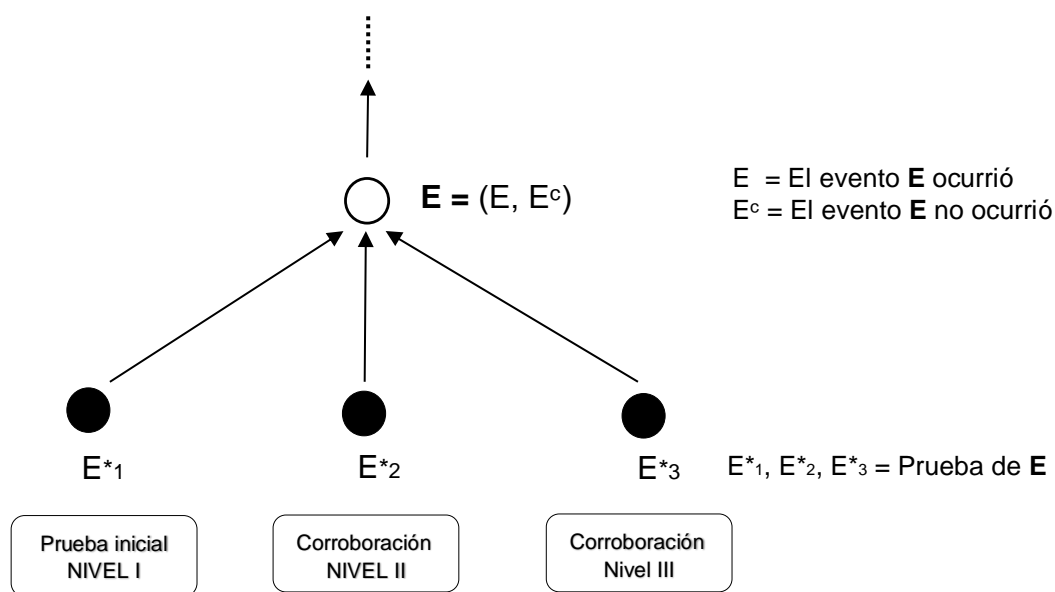 E = (E, Eᶜ)
E = El evento E ocurrió
Eᶜ = El evento E no ocurrió
E*₁
E*₂
E*₃
E*₁, E*₂, E*₃ = Prueba de E
Prueba inicial
NIVEL I
Corroboración
NIVEL II
Corroboración
Nivel III